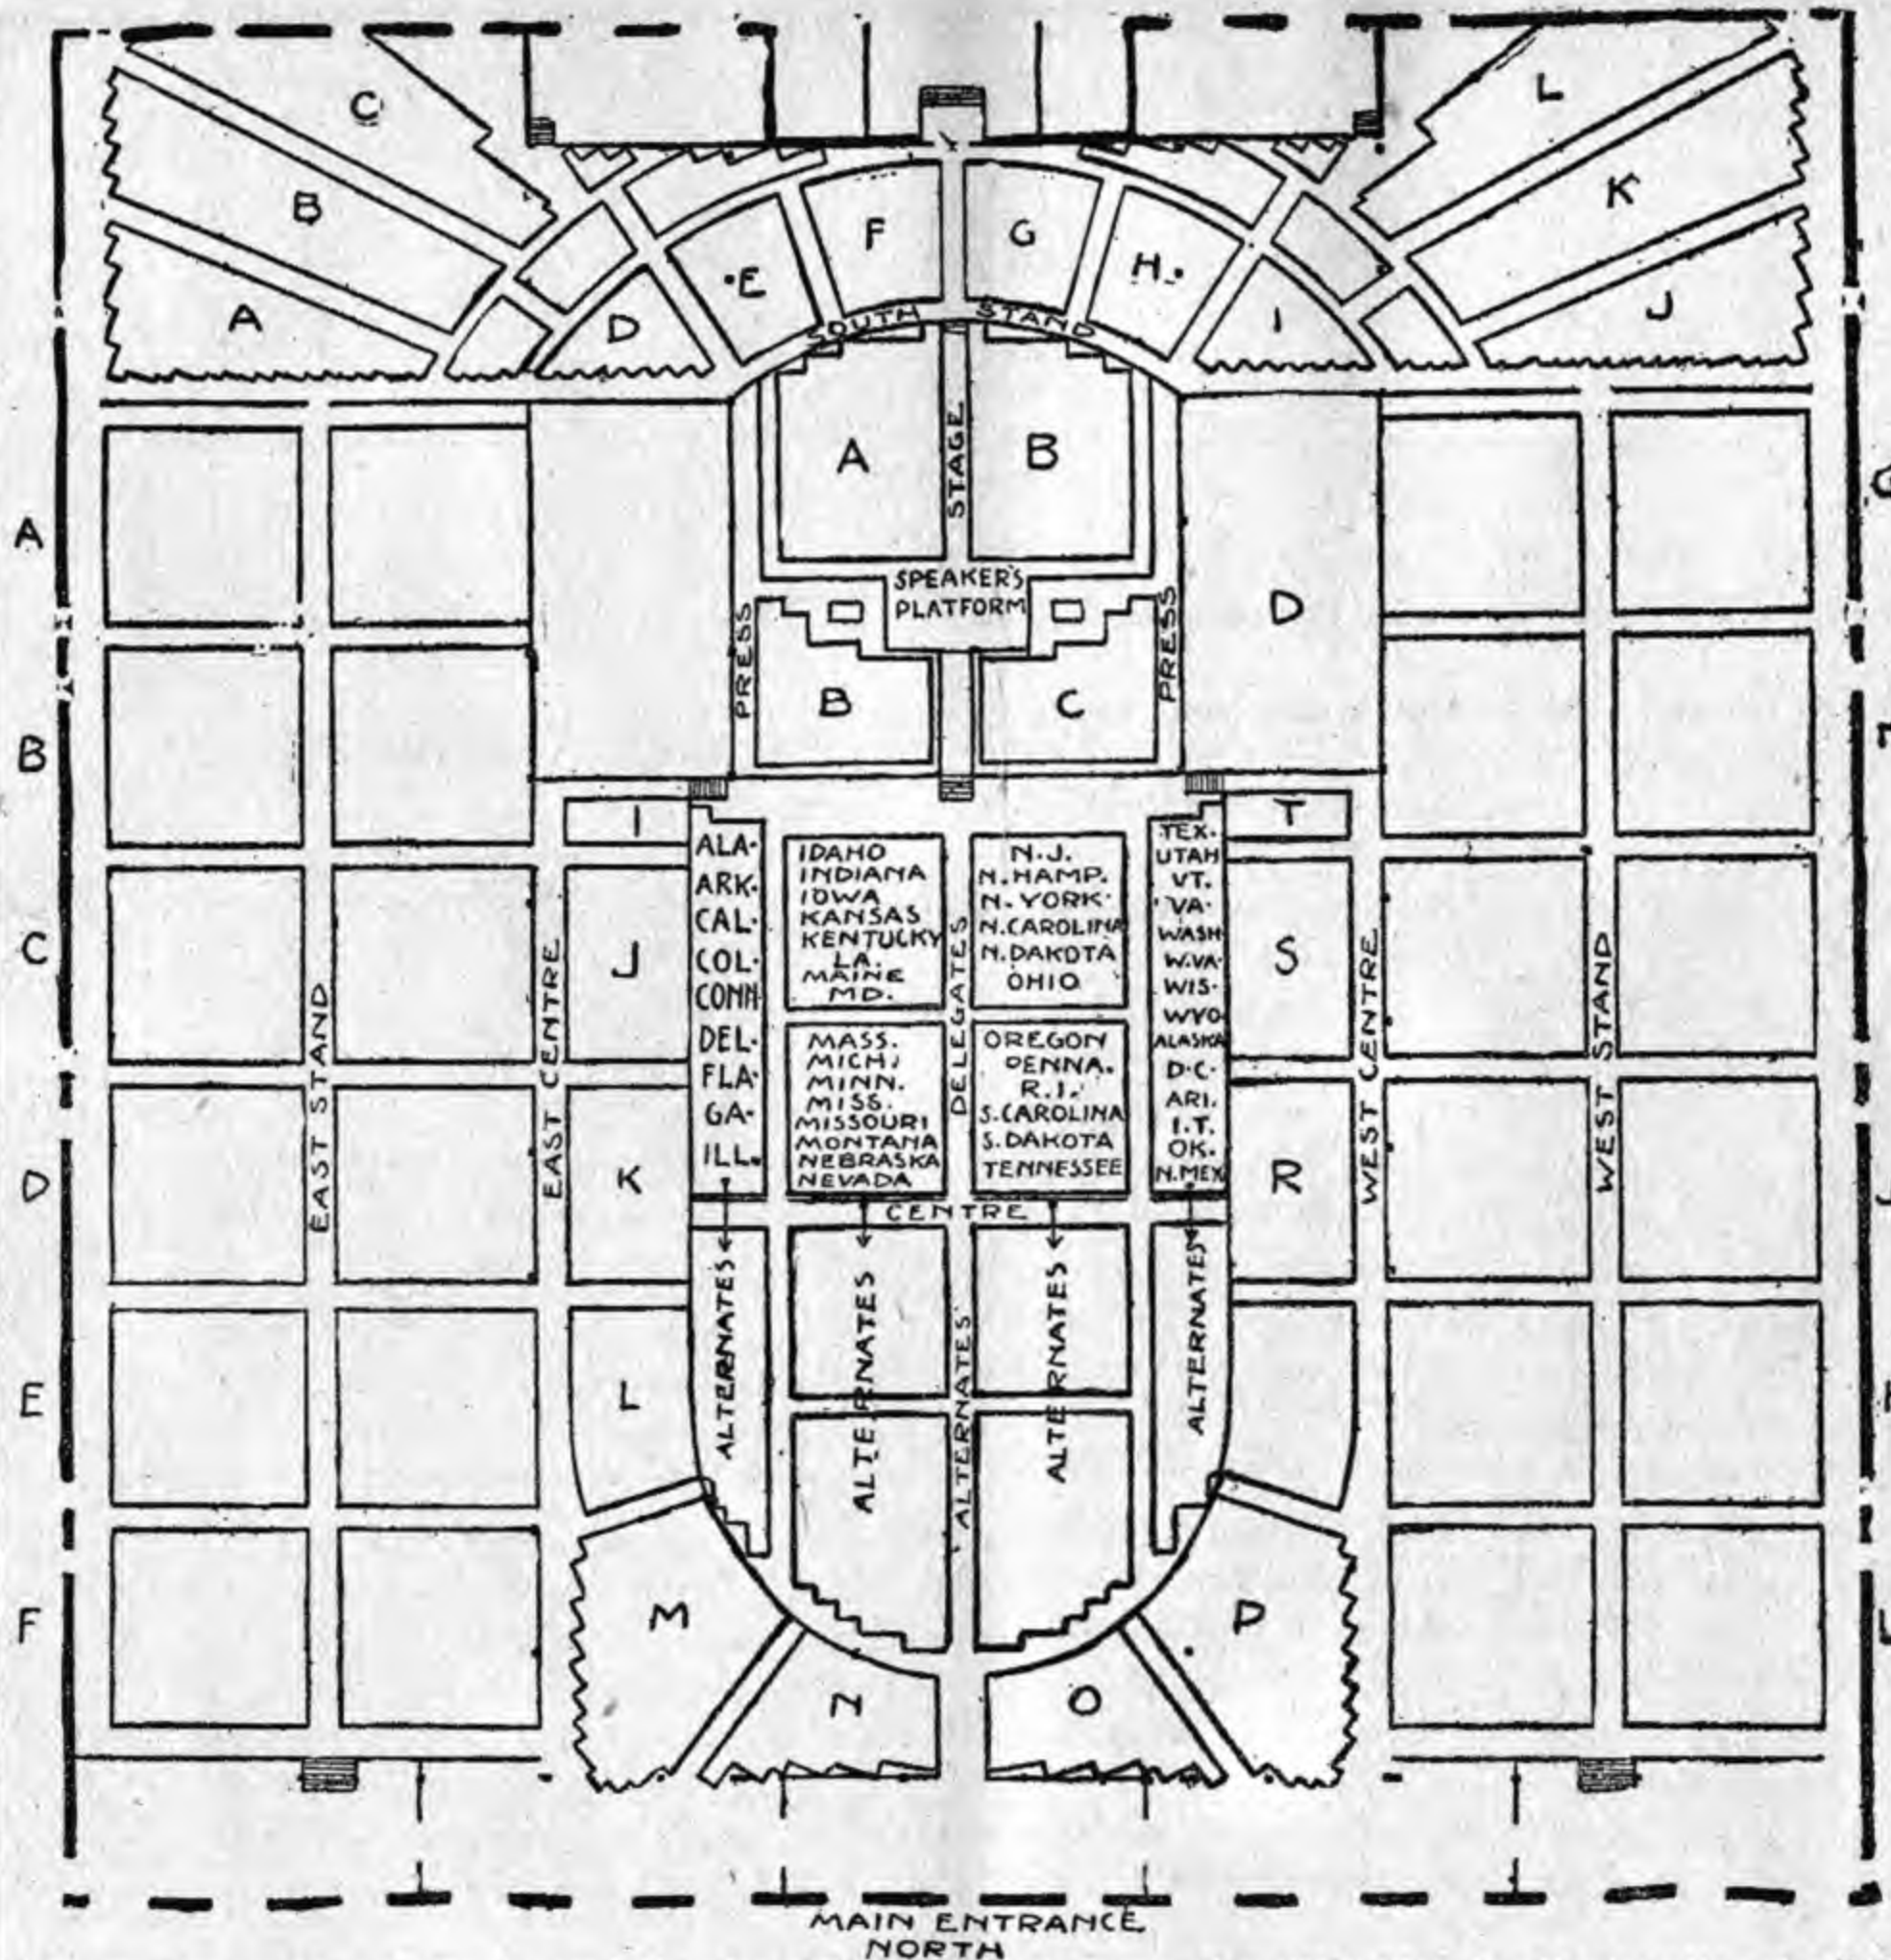 C
L
B
K
F
G
E
H
A
D
I
J
SOUTH STAND
A
B
STAGE
A
SPEAKER'S
PLATFORM
D
PRESS
PRESS
B
B
C
I
T
ALA.
ARK.
CAL.
COL.
CONN.
DEL.
FLA.
GA.
ILL.
IDAHO
INDIANA
IOWA
KANSAS
KENTUCKY
LA.
MAINE
MD.
N.J.
N. HAMP.
N. YORK.
N. CAROLINA
N. DAKOTA
OHIO
TEX.
UTAH
VT.
VA.
WASH
W.VA.
WIS.
WYO
ALASKA
D.C.
ARI.
I.T.
OK.
N.MEX
MASS.
MICH.
MINN.
MISS.
MISSOURI
MONTANA
NEBRASKA
NEVADA
OREGON
PENNA.
R.I.
S. CAROLINA
S. DAKOTA
TENNESSEE
DELEGATES
C
EAST STAND
EAST CENTRE
J
S
WEST CENTRE
WEST STAND
D
K
R
CENTRE
ALTERNATES
ALTERNATES
ALTERNATES
ALTERNATES
ALTERNATES
E
L
F
M
P
N
O
MAIN ENTRANCE
NORTH